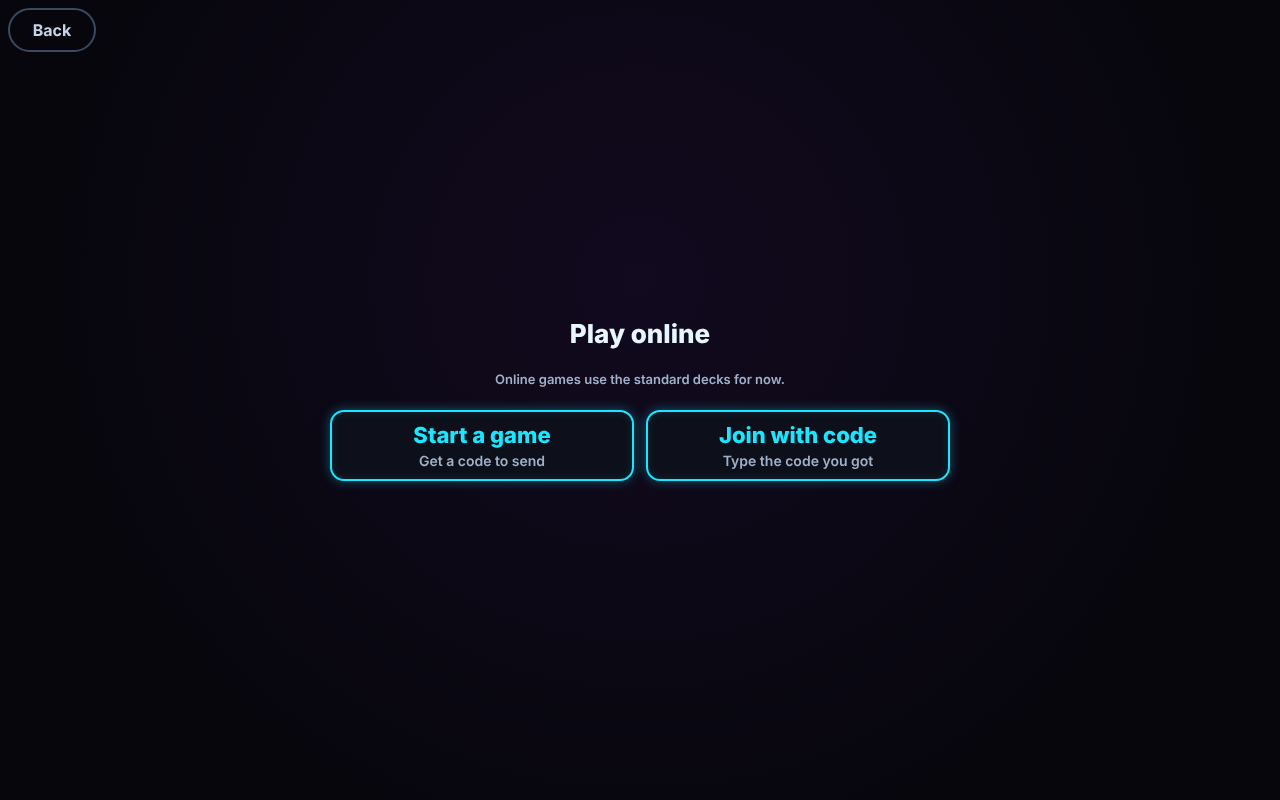 Back
Play online
Online games use the standard decks for now.
Start a game
Get a code to send
Join with code
Type the code you got